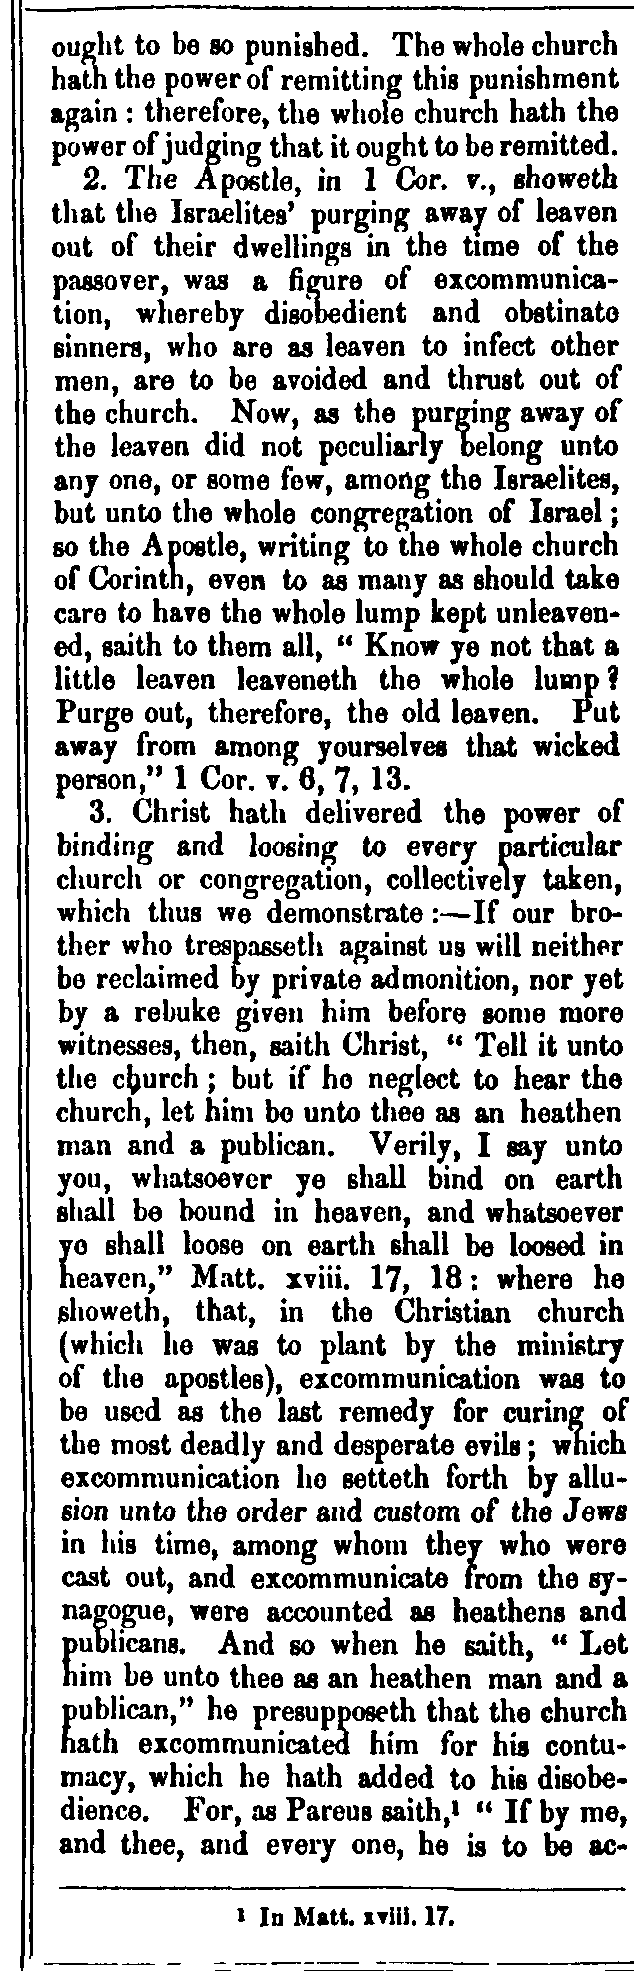 ought to be so punished. The whole church
hath the power of remitting this punishment
again : therefore, the whole church hath the
power of judging that it ought to be remitted.
2. The Apostle, in 1 Cor. v., showeth
that the Israelites' purging away of leaven
out of their dwellings in the time of the
passover, was a figure of excommunica-
tion, whereby disobedient and obstinate
sinners, who are as leaven to infect other
men, are to be avoided and thrust out of
the church. Now, as the purging away of
the leaven did not peculiarly belong unto
any one, or some few, among the Israelites,
but unto the whole congregation of Israel ;
so the Apostle, writing to the whole church
of Corinth, even to as many as should take
care to have the whole lump kept unleaven-
ed, saith to them all, “ Know ye not that a
little leaven leaveneth the whole lump ?
Purge out, therefore, the old leaven. Put
away from among yourselves that wicked
person,” 1 Cor. v. 6, 7, 13.
3. Christ hath delivered the power of
binding and loosing to every particular
church or congregation, collectively taken,
which thus we demonstrate :—If our bro-
ther who trespasseth against us will neither
be reclaimed by private admonition, nor yet
by a rebuke given him before some more
witnesses, then, saith Christ, “ Tell it unto
the church ; but if he neglect to hear the
church, let him be unto thee as an heathen
man and a publican. Verily, I say unto
you, whatsoever ye shall bind on earth
shall be bound in heaven, and whatsoever
ye shall loose on earth shall be loosed in
heaven,” Matt. xviii. 17, 18 : where he
showeth, that, in the Christian church
(which he was to plant by the ministry
of the apostles), excommunication was to
be used as the last remedy for curing of
the most deadly and desperate evils ; which
excommunication he setteth forth by allu-
sion unto the order and custom of the Jews
in his time, among whom they who were
cast out, and excommunicate from the sy-
nagogue, were accounted as heathens and
publicans. And so when he saith, “ Let
him be unto thee as an heathen man and a
publican,” he presupposeth that the church
hath excommunicated him for his contu-
macy, which he hath added to his disobe-
dience. For, as Pareus saith,¹ “ If by me,
and thee, and every one, he is to be ac-
¹ In Matt. xviii. 17.